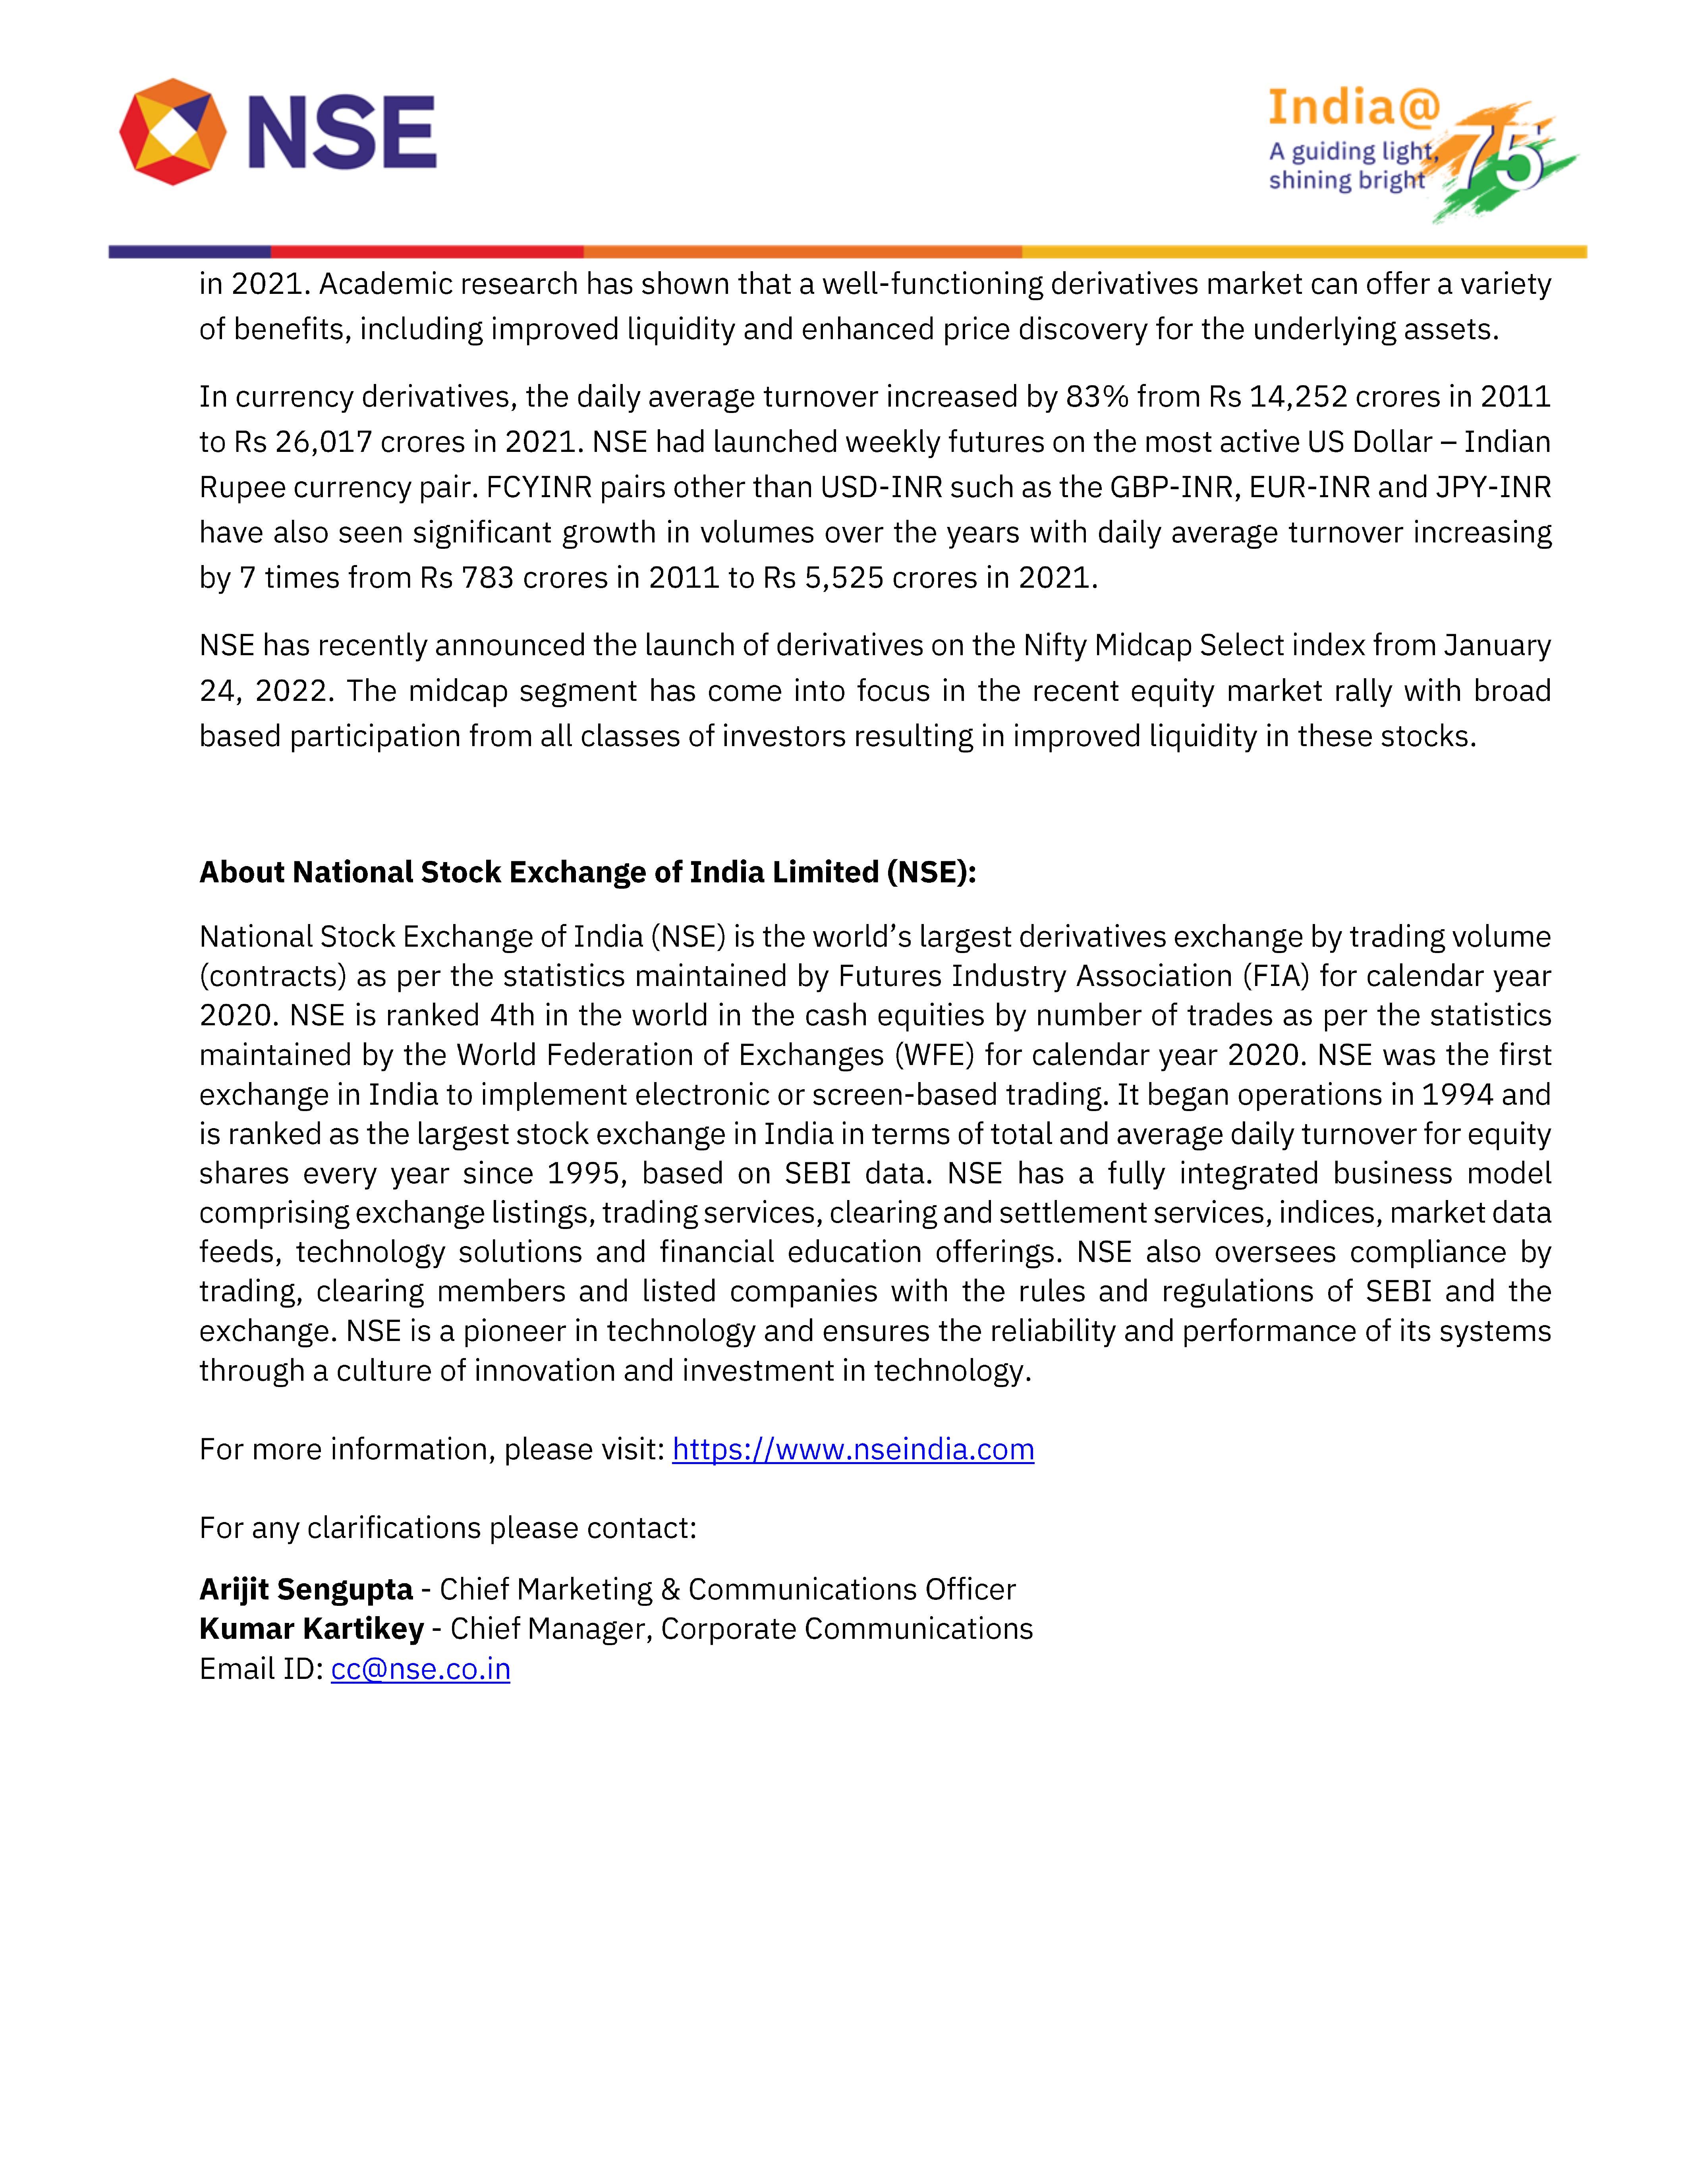 NSE
India@
A guiding light,
shining bright
75
in 2021. Academic research has shown that a well-functioning derivatives market can offer a variety
of benefits, including improved liquidity and enhanced price discovery for the underlying assets.
In currency derivatives, the daily average turnover increased by 83% from Rs 14,252 crores in 2011
to Rs 26,017 crores in 2021. NSE had launched weekly futures on the most active US Dollar – Indian
Rupee currency pair. FCYINR pairs other than USD-INR such as the GBP-INR, EUR-INR and JPY-INR
have also seen significant growth in volumes over the years with daily average turnover increasing
by 7 times from Rs 783 crores in 2011 to Rs 5,525 crores in 2021.
NSE has recently announced the launch of derivatives on the Nifty Midcap Select index from January
24, 2022. The midcap segment has come into focus in the recent equity market rally with broad
based participation from all classes of investors resulting in improved liquidity in these stocks.
About National Stock Exchange of India Limited (NSE):
National Stock Exchange of India (NSE) is the world’s largest derivatives exchange by trading volume
(contracts) as per the statistics maintained by Futures Industry Association (FIA) for calendar year
2020. NSE is ranked 4th in the world in the cash equities by number of trades as per the statistics
maintained by the World Federation of Exchanges (WFE) for calendar year 2020. NSE was the first
exchange in India to implement electronic or screen-based trading. It began operations in 1994 and
is ranked as the largest stock exchange in India in terms of total and average daily turnover for equity
shares every year since 1995, based on SEBI data. NSE has a fully integrated business model
comprising exchange listings, trading services, clearing and settlement services, indices, market data
feeds, technology solutions and financial education offerings. NSE also oversees compliance by
trading, clearing members and listed companies with the rules and regulations of SEBI and the
exchange. NSE is a pioneer in technology and ensures the reliability and performance of its systems
through a culture of innovation and investment in technology.
For more information, please visit: https://www.nseindia.com
For any clarifications please contact:
Arijit Sengupta - Chief Marketing & Communications Officer
Kumar Kartikey - Chief Manager, Corporate Communications
Email ID: cc@nse.co.in